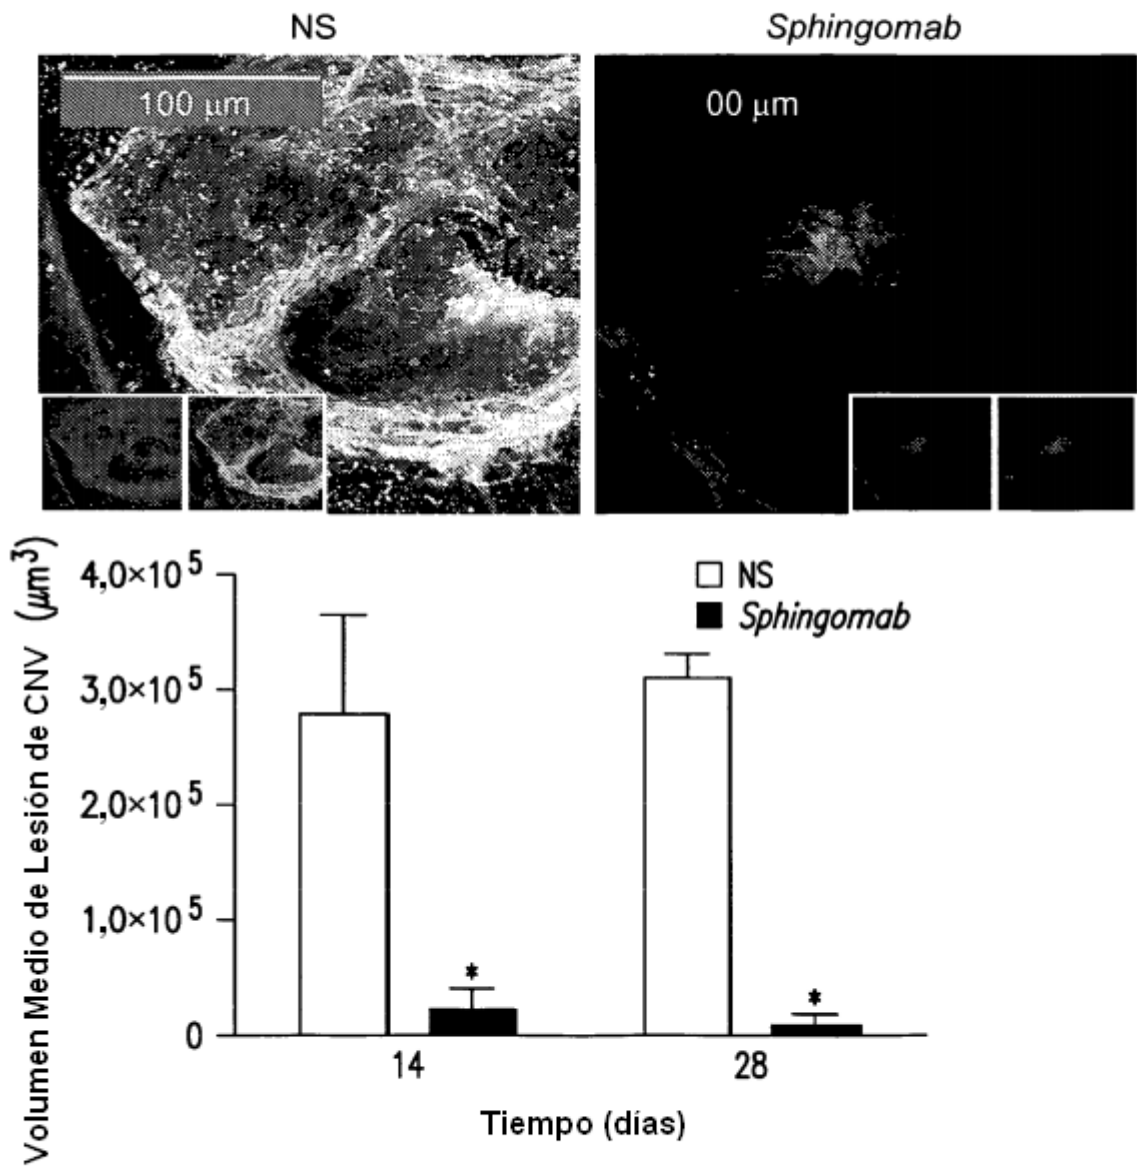 NS
Sphingomab
100 μm
00 μm
Volumen Medio de Lesión de CNV (μm³)
4,0×10⁵
3,0×10⁵
2,0×10⁵
1,0×10⁵
0
NS
Sphingomab
*
*
14
28
Tiempo (días)